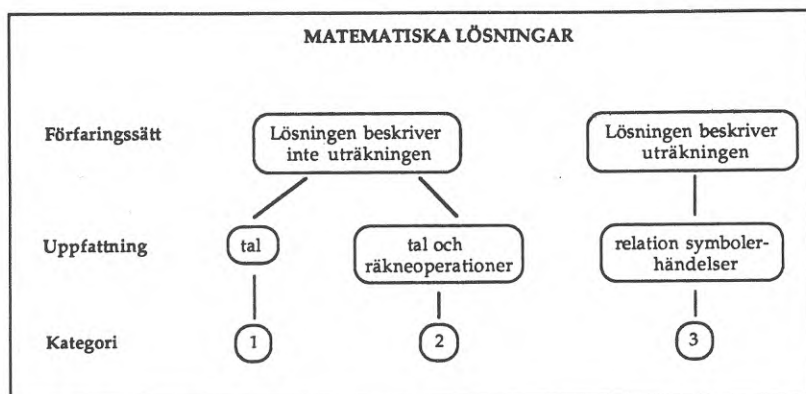 MATEMATISKA LÖSNINGAR
Förfaringssätt
Lösningen beskriver
inte uträkningen
Lösningen beskriver
uträkningen
Uppfattning
tal
tal och
räkneoperationer
relation symboler-
händelser
Kategori
1
2
3